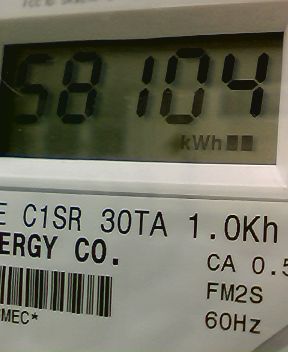 58104
kWh
E C1SR 30TA 1.0Kh
ERGY CO.
CA 0.5
FM2S
MEC*
60Hz